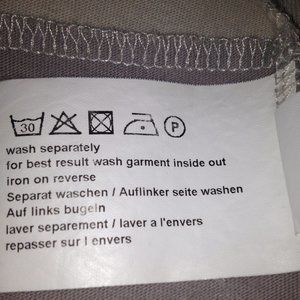 30 P
wash separately
for best result wash garment inside out
iron on reverse
Separat waschen / Auflinker seite washen
Auf links bugeln
laver separement / laver a l'envers
repasser sur l envers